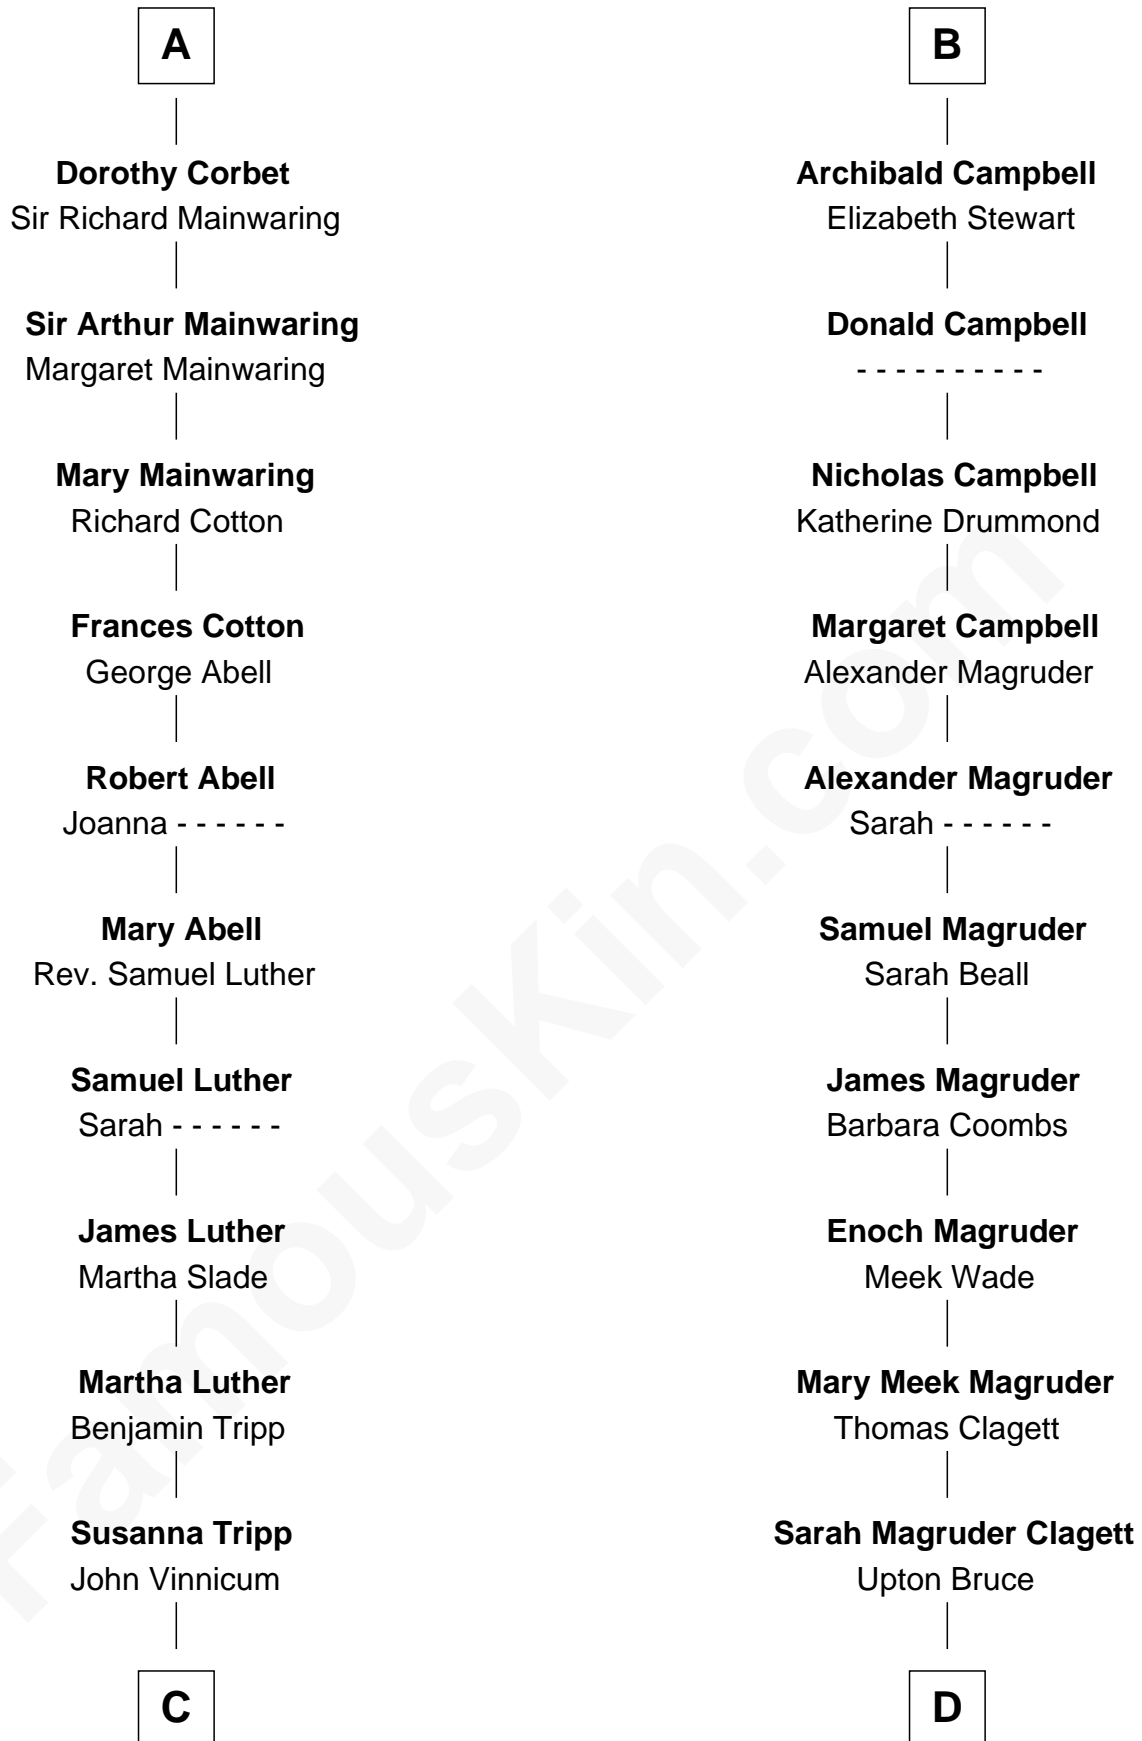 A
Dorothy Corbet
Sir Richard Mainwaring
Sir Arthur Mainwaring
Margaret Mainwaring
Mary Mainwaring
Richard Cotton
Frances Cotton
George Abell
Robert Abell
Joanna - - - - - -
Mary Abell
Rev. Samuel Luther
Samuel Luther
Sarah - - - - - -
James Luther
Martha Slade
Martha Luther
Benjamin Tripp
Susanna Tripp
John Vinnicum
C
B
Archibald Campbell
Elizabeth Stewart
Donald Campbell
- - - - - - - - - -
Nicholas Campbell
Katherine Drummond
Margaret Campbell
Alexander Magruder
Alexander Magruder
Sarah - - - - - -
Samuel Magruder
Sarah Beall
James Magruder
Barbara Coombs
Enoch Magruder
Meek Wade
Mary Meek Magruder
Thomas Clagett
Sarah Magruder Clagett
Upton Bruce
D
FamousKin.com